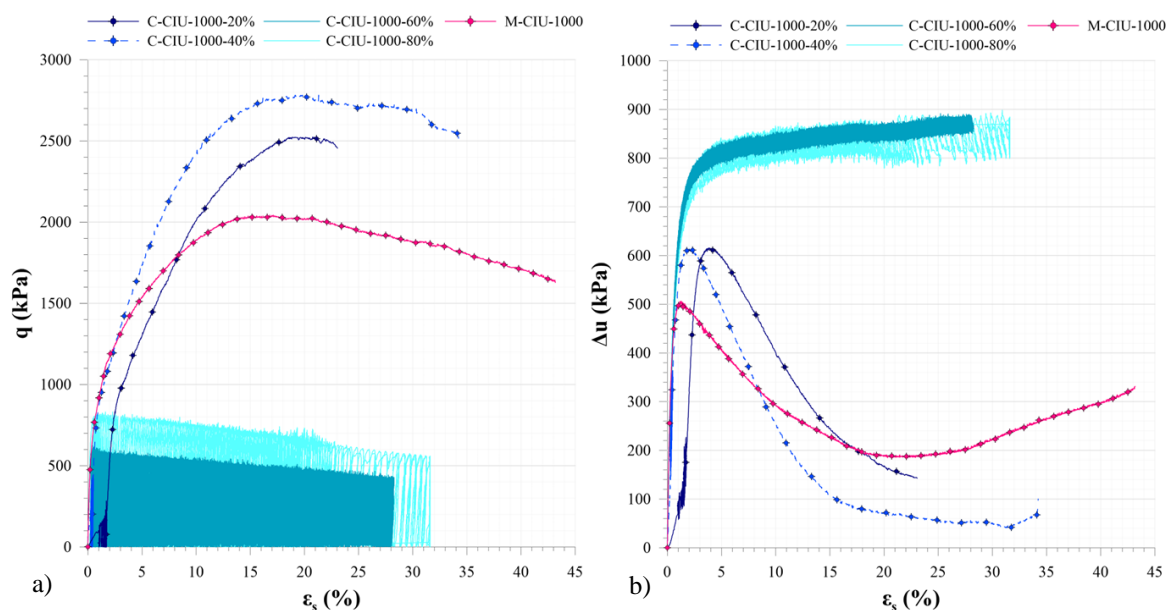 C-CIU-1000-20% C-CIU-1000-60% M-CIU-1000
C-CIU-1000-40% C-CIU-1000-80%
3000
2500
2000
1500
1000
500
0
q (kPa)
0 5 10 15 20 25 30 35 40 45
εs (%)
a)
C-CIU-1000-20% C-CIU-1000-60% M-CIU-1000
C-CIU-1000-40% C-CIU-1000-80%
1000
900
800
700
600
500
400
300
200
100
0
Δu (kPa)
0 5 10 15 20 25 30 35 40 45
εs (%)
b)